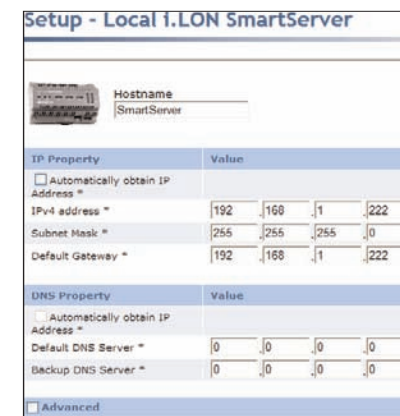 Setup - Local i.LON SmartServer
Hostname
SmartServer
IP Property Value
Automatically obtain IP
Address *
IPv4 address * 192 .168 .1 .222
Subnet Mask * 255 .255 .255 .0
Default Gateway * 192 .168 .1 .222
DNS Property Value
Automatically obtain IP
Address *
Default DNS Server * 0 .0 .0 .0
Backup DNS Server * 0 .0 .0 .0
Advanced